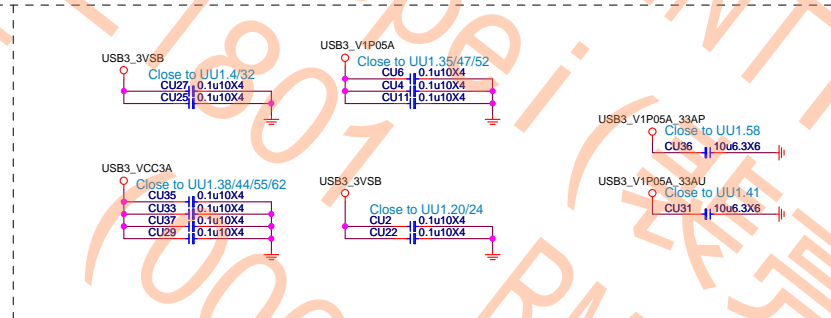 USB3_3VSB
Close to UU1.4/32
CU27 0.1u10X4
CU25 0.1u10X4
USB3_V1P05A
Close to UU1.35/47/52
CU6 0.1u10X4
CU4 0.1u10X4
CU11 0.1u10X4
USB3_V1P05A_33AP
Close to UU1.58
CU36 10u6.3X6
USB3_VCC3A
Close to UU1.38/44/55/62
CU35 0.1u10X4
CU33 0.1u10X4
CU37 0.1u10X4
CU29 0.1u10X4
USB3_3VSB
Close to UU1.20/24
CU2 0.1u10X4
CU22 0.1u10X4
USB3_V1P05A_33AU
Close to UU1.41
CU31 10u6.3X6